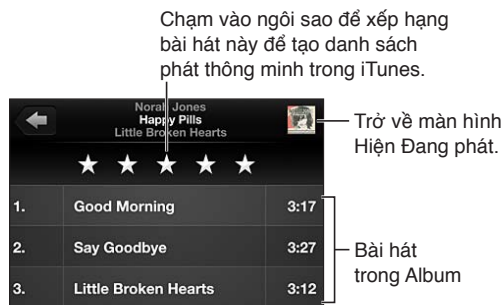 Chạm vào ngôi sao để xếp hạng
bài hát này để tạo danh sách
phát thông minh trong iTunes.
Norah Jones
Happy Pills
Little Broken Hearts
Trở về màn hình
Hiện Đang phát.
1. Good Morning 3:17
2. Say Goodbye 3:27
3. Little Broken Hearts 3:12
Bài hát
trong Album